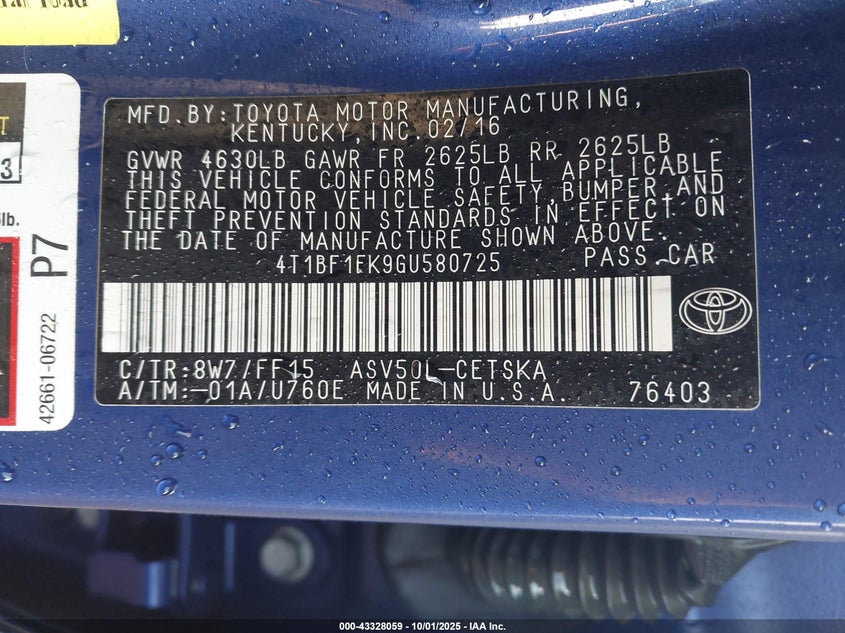 MFD. BY: TOYOTA MOTOR MANUFACTURING,
KENTUCKY, INC. 02/16
GVWR 4630LB GAWR FR 2625LB RR 2625LB
THIS VEHICLE CONFORMS TO ALL APPLICABLE
FEDERAL MOTOR VEHICLE SAFETY, BUMPER, AND
THEFT PREVENTION STANDARDS IN EFFECT ON
THE DATE OF MANUFACTURE SHOWN ABOVE.
4T1BF1EK9GU580725 PASS. CAR
C/TR: 8W7/FF15 ASV50L-CETSKA
A/TM: -01A/U760E MADE IN U.S.A. 76403
3
lb.
P7
42661-06722
000-43328059 - 10/01/2025 - IAA Inc.